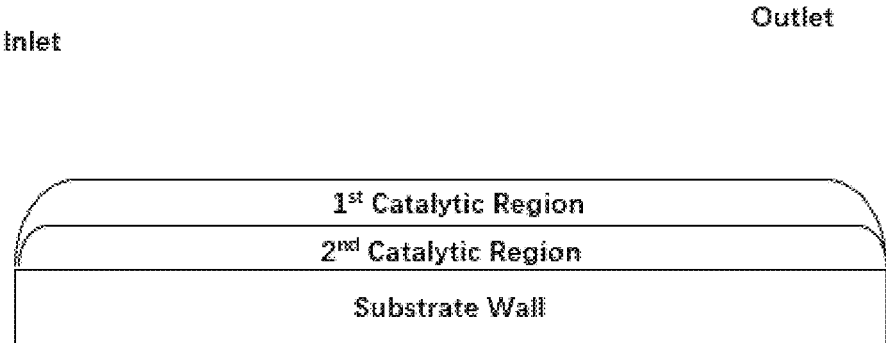 Outlet
Inlet
1st Catalytic Region
2nd Catalytic Region
Substrate Wall